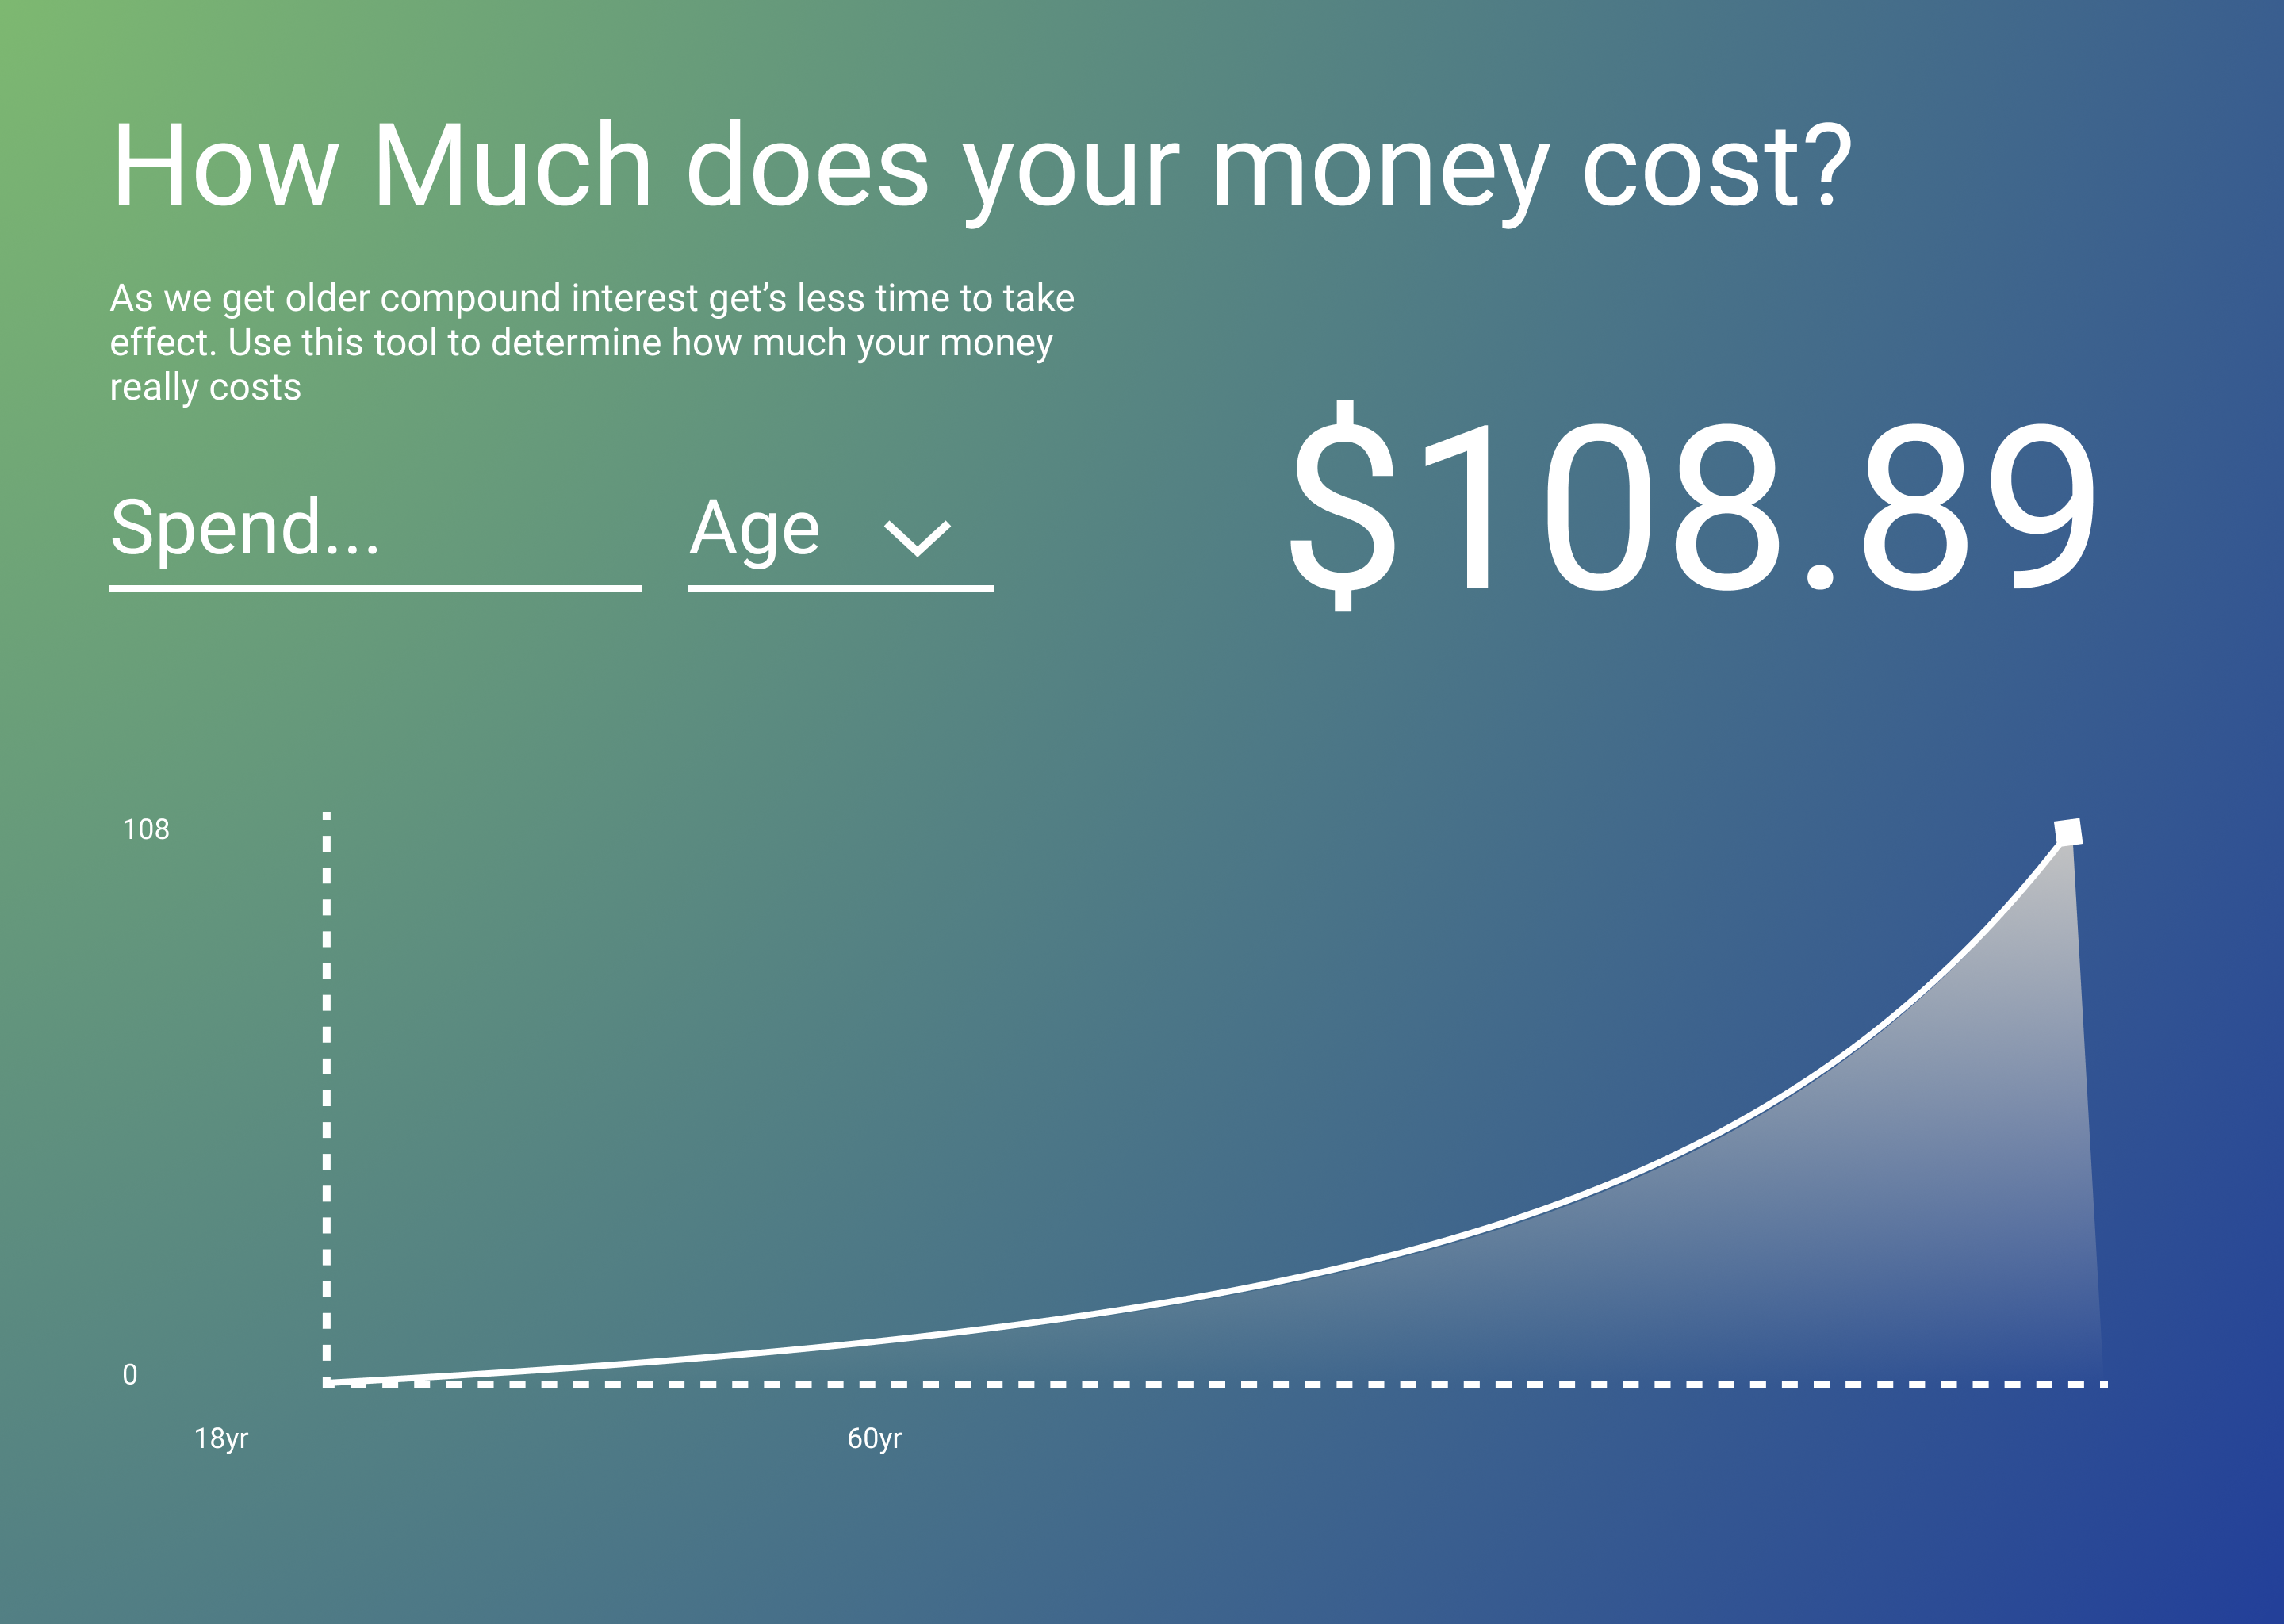 How Much does your money cost?
As we get older compound interest get’s less time to take
effect. Use this tool to determine how much your money
really costs
$108.89
Spend...
Age
108
0
18yr
60yr